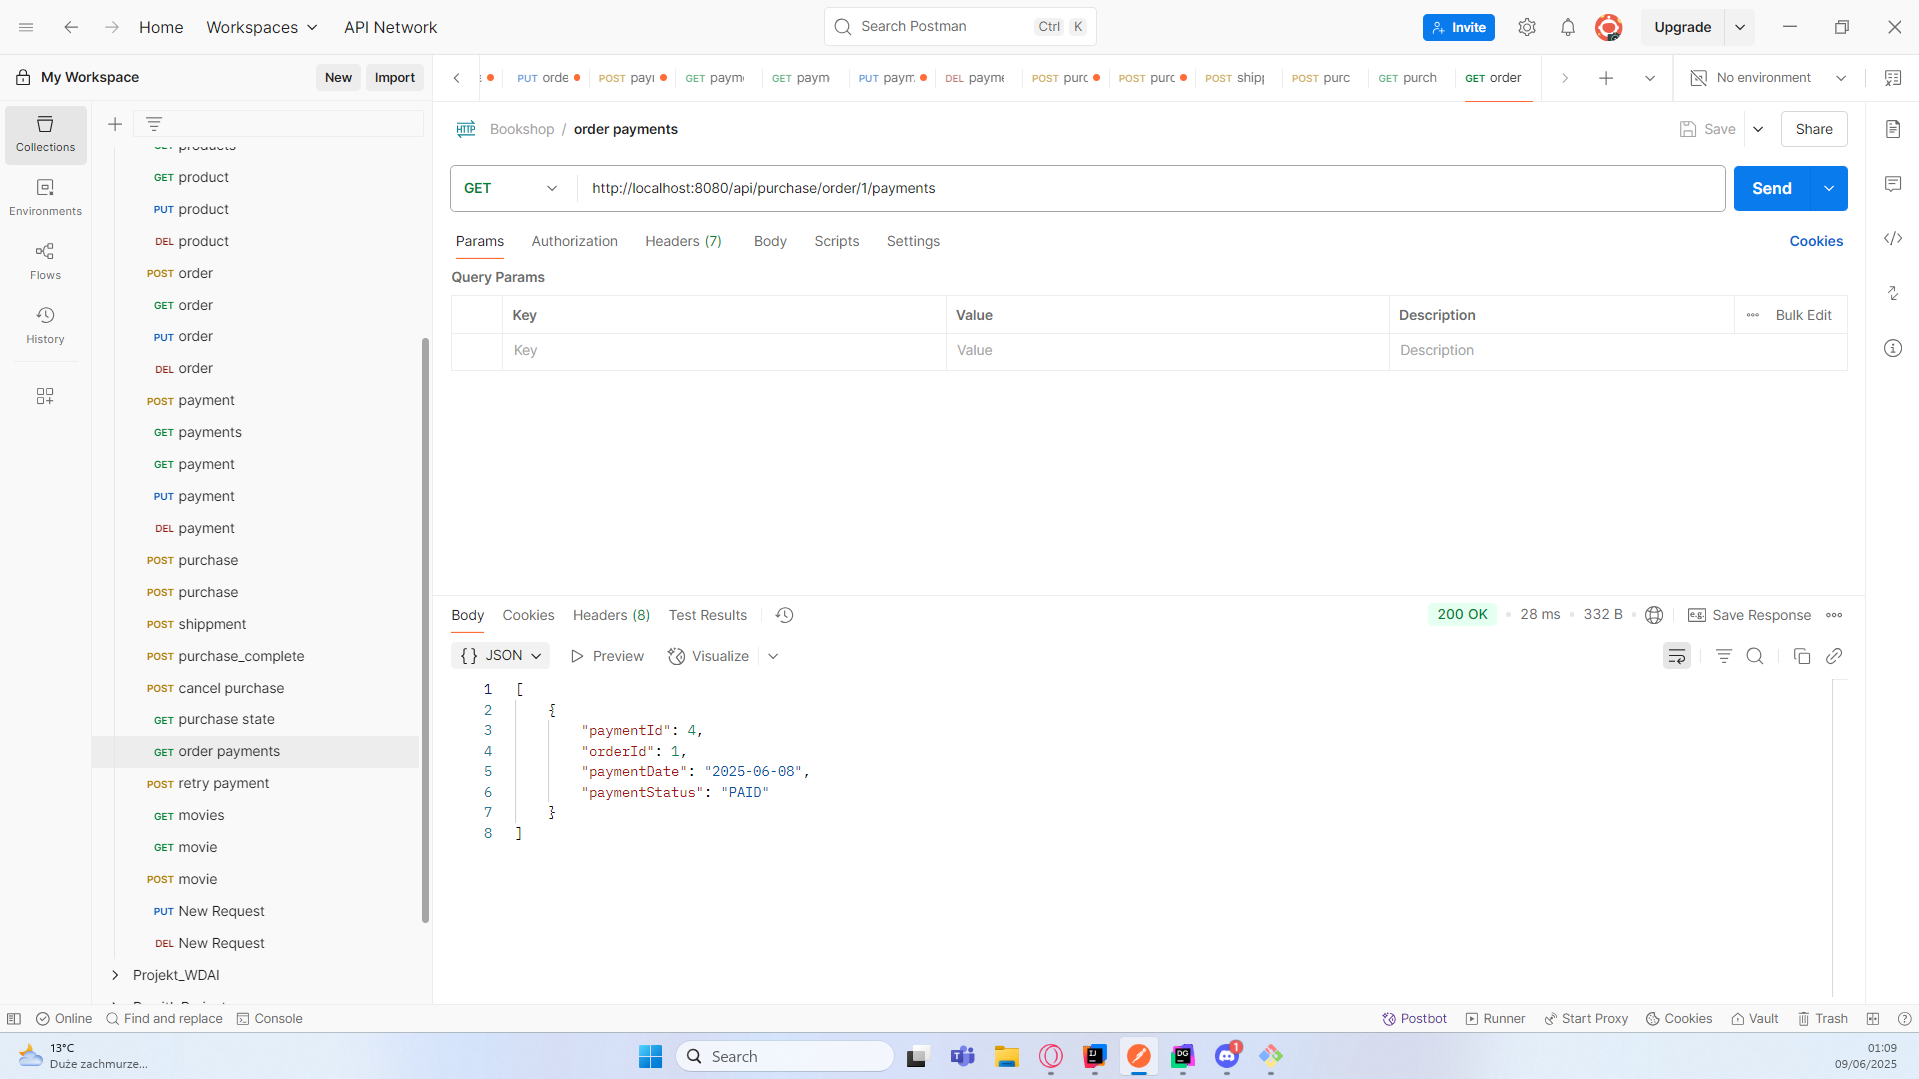 Home
Workspaces
API Network
Search Postman
Ctrl
K
Invite
Upgrade
My Workspace
New
Import
PUT orde
POST payı
GET payme
GET paym
PUT paym
DEL payme
POST purc
POST purc
POST shipp
POST purc
GET purch
GET order
No environment
HTTP
Bookshop / order payments
Save
Share
GET
http://localhost:8080/api/purchase/order/1/payments
Send
Params
Authorization
Headers (7)
Body
Scripts
Settings
Cookies
Query Params
Key
Value
Description
Bulk Edit
Key
Value
Description
Collections
Environments
Flows
History
GET products
GET product
PUT product
DEL product
POST order
GET order
PUT order
DEL order
POST payment
GET payments
GET payment
PUT payment
DEL payment
POST purchase
POST purchase
POST shippment
POST purchase_complete
POST cancel purchase
GET purchase state
GET order payments
POST retry payment
GET movies
GET movie
POST movie
PUT New Request
DEL New Request
Projekt_WDAI
Body
Cookies
Headers (8)
Test Results
200 OK
28 ms
332 B
e.g.
Save Response
{} JSON
Preview
Visualize
1 [
2 {
3 "paymentId": 4,
4 "orderId": 1,
5 "paymentDate": "2025-06-08",
6 "paymentStatus": "PAID"
7 }
8 ]
Online
Find and replace
Console
Postbot
Runner
Start Proxy
Cookies
Vault
Trash
13°C
Duże zachmurze...
Search
IJ
DG
1
01:09
09/06/2025